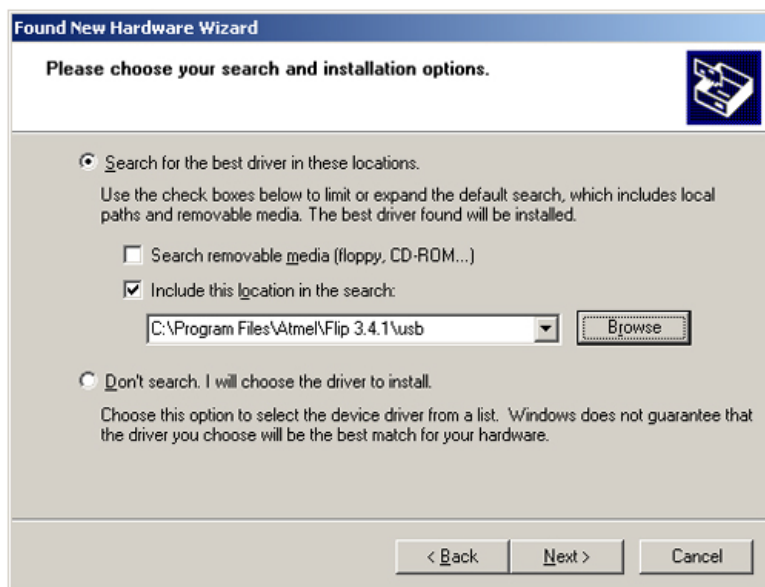 Found New Hardware Wizard
Please choose your search and installation options.
Search for the best driver in these locations.
Use the check boxes below to limit or expand the default search, which includes local
paths and removable media. The best driver found will be installed.
Search removable media (floppy, CD-ROM...)
Include this location in the search:
C:\Program Files\Atmel\Flip 3.4.1\usb
Browse
Don't search. I will choose the driver to install.
Choose this option to select the device driver from a list. Windows does not guarantee that
the driver you choose will be the best match for your hardware.
< Back
Next >
Cancel